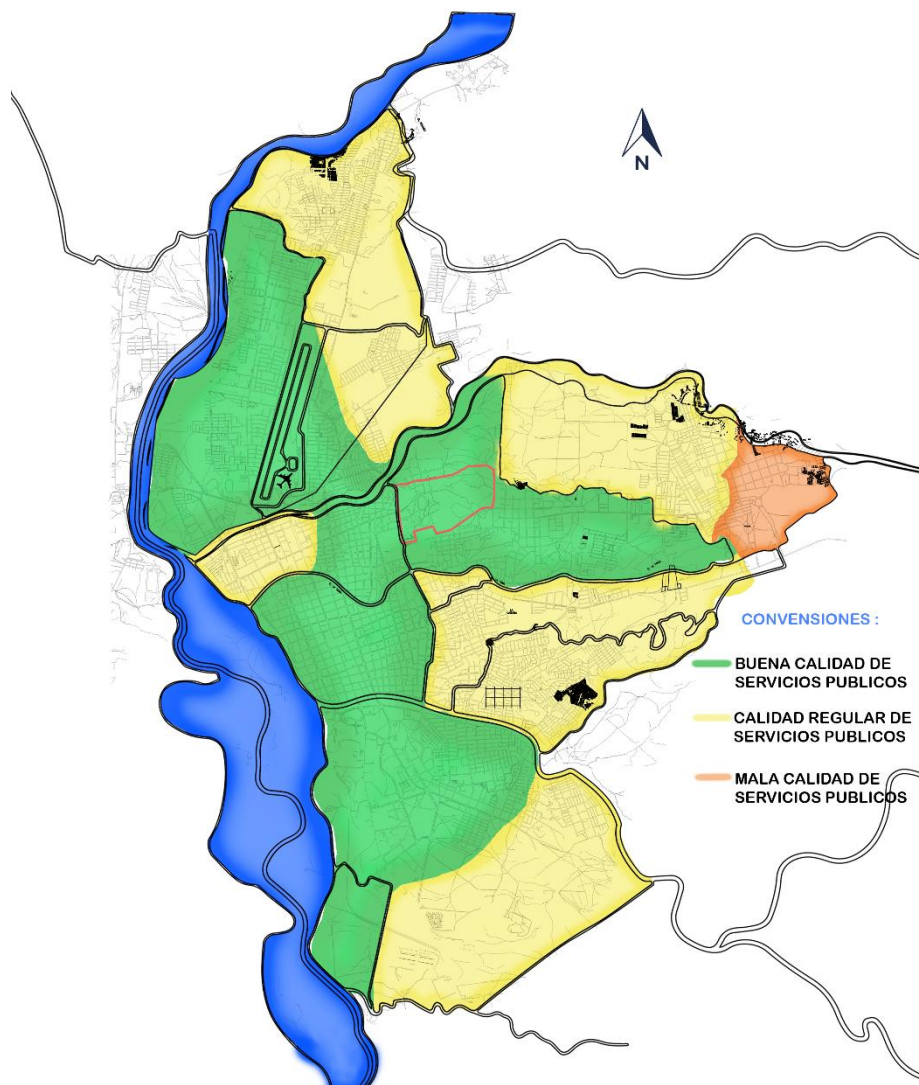 N
CONVENSIONES :
BUENA CALIDAD DE
SERVICIOS PUBLICOS
CALIDAD REGULAR DE
SERVICIOS PUBLICOS
MALA CALIDAD DE
SERVICIOS PUBLICOS